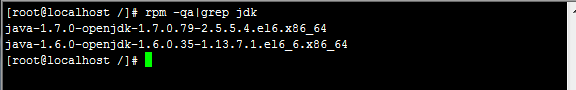 [root@localhost /]# rpm -qa|grep jdk
java-1.7.0-openjdk-1.7.0.79-2.5.5.4.el6.x86_64
java-1.6.0-openjdk-1.6.0.35-1.13.7.1.el6_6.x86_64
[root@localhost /]#